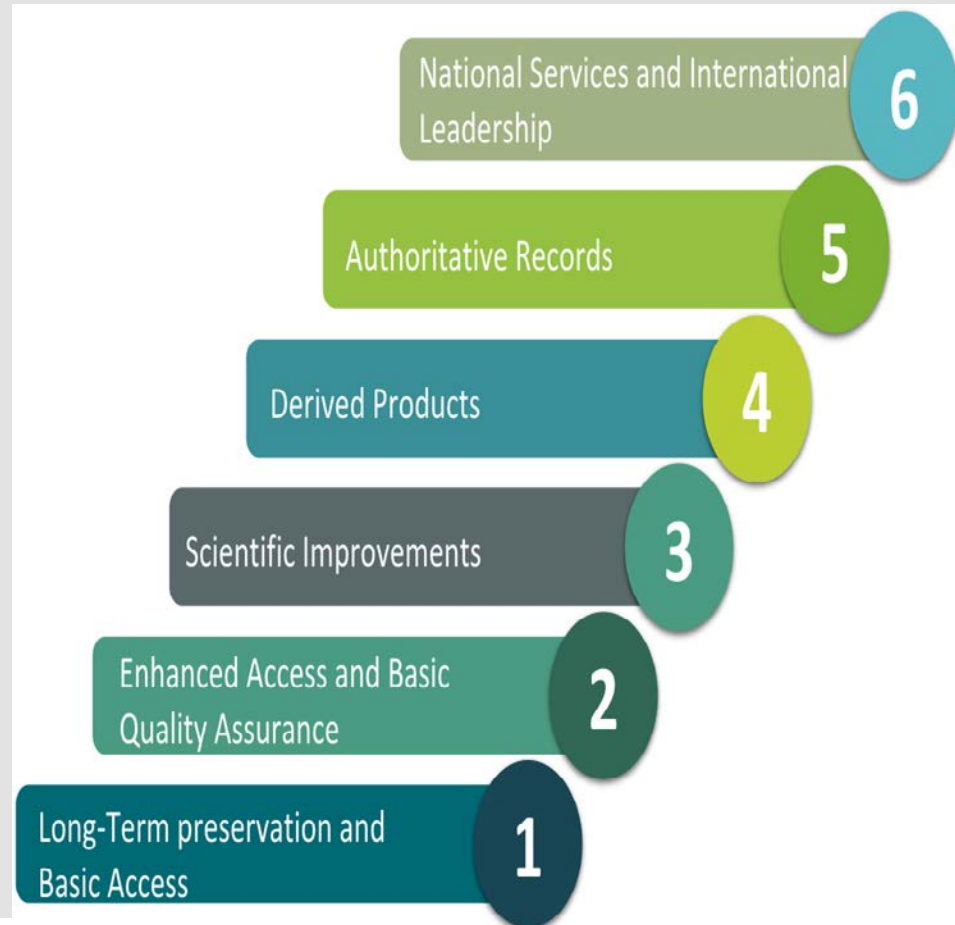 National Services and International
Leadership
6
Authoritative Records
5
Derived Products
4
Scientific Improvements
3
Enhanced Access and Basic
Quality Assurance
2
Long-Term preservation and
Basic Access
1